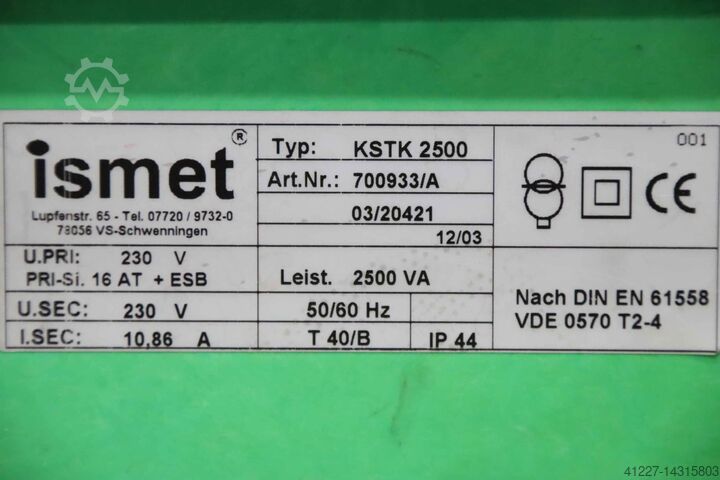 ismet ®
Lupfenstr. 65 - Tel. 07720 / 9732-0
78056 VS-Schwenningen
U.PRI: 230 V
PRI-Si. 16 AT + ESB
U.SEC: 230 V
I.SEC: 10,86 A
Typ: KSTK 2500
Art.Nr.: 700933/A
03/20421
12/03
Leist. 2500 VA
50/60 Hz
T 40/B IP 44
001
CE
Nach DIN EN 61558
VDE 0570 T2-4
41227-14315803